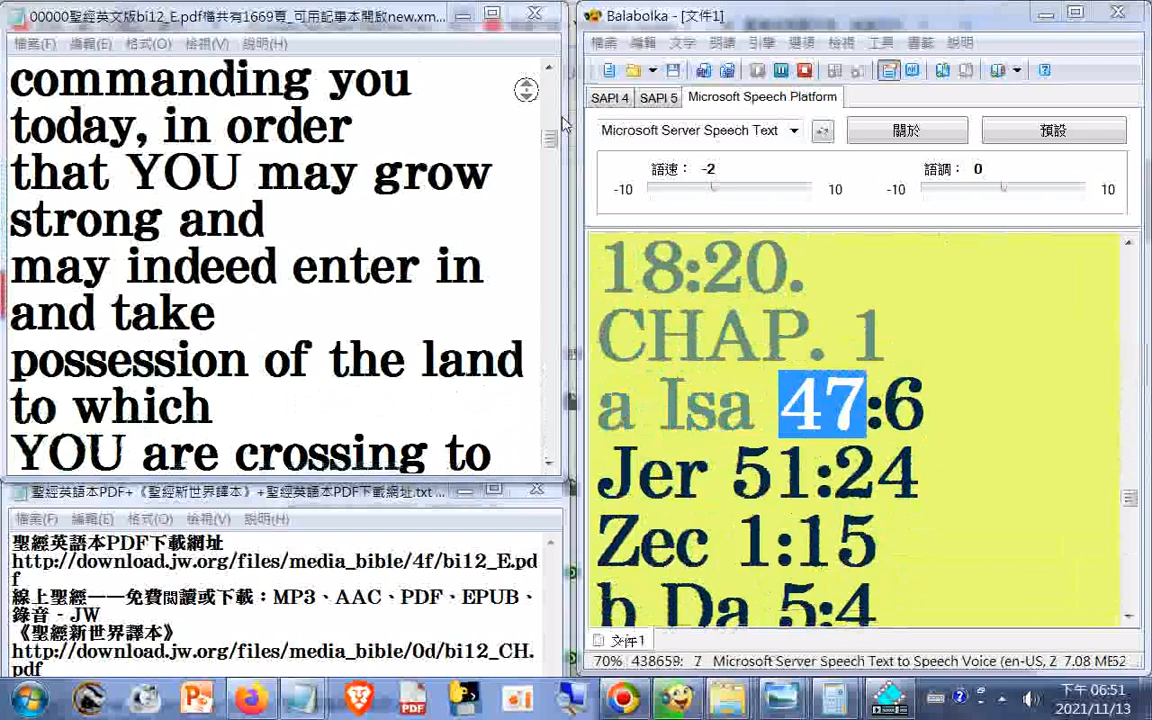 00000聖經英文版bi12_E.pdf檔共有1669頁_可用記事本開啟new.xm...
檔案(F) 編輯(E) 格式(O) 檢視(V) 說明(H)
commanding you
today, in order
that YOU may grow
strong and
may indeed enter in
and take
possession of the land
to which
YOU are crossing to
聖經英語本PDF+《聖經新世界譯本》+聖經英語本PDF下載網址.txt ...
檔案(F) 編輯(E) 格式(O) 檢視(V) 說明(H)
聖經英語本PDF下載網址
http://download.jw.org/files/media_bible/4f/bi12_E.pd
f
線上聖經——免費閱讀或下載：MP3、AAC、PDF、EPUB、
錄音 - JW
《聖經新世界譯本》
http://download.jw.org/files/media_bible/0d/bi12_CH.
pdf
Balabolka - [文件1]
檔案 編輯 文字 朗讀 引擎 選項 檢視 工具 書籤 說明
SAPI 4 SAPI 5 Microsoft Speech Platform
Microsoft Server Speech Text 關於 預設
語速： -2 語調： 0
-10 10 -10 10
18:20.
CHAP. 1
a Isa 47:6
Jer 51:24
Zec 1:15
b Da 5:4
文件1
70% 438659: 7 Microsoft Server Speech Text to Speech Voice (en-US, Z 7.08 ME52
下午 06:51
2021/11/13